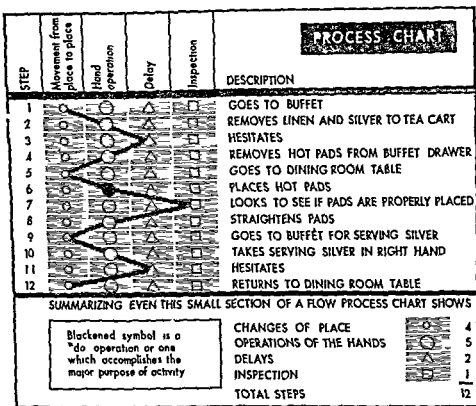 PROCESS CHART
STEP
Movement from place to place
Hand operation
Delay
Inspection
DESCRIPTION
1 GOES TO BUFFET
2 REMOVES LINEN AND SILVER TO TEA CART
3 HESITATES
4 REMOVES HOT PADS FROM BUFFET DRAWER
5 GOES TO DINING ROOM TABLE
6 PLACES HOT PADS
7 LOOKS TO SEE IF PADS ARE PROPERLY PLACED
8 STRAIGHTENS PADS
9 GOES TO BUFFET FOR SERVING SILVER
10 TAKES SERVING SILVER IN RIGHT HAND
11 HESITATES
12 RETURNS TO DINING ROOM TABLE
SUMMARIZING EVEN THIS SMALL SECTION OF A FLOW PROCESS CHART SHOWS
Blackened symbol is a
"do operation or one
which accomplishes the
major purpose of activity
CHANGES OF PLACE 4
OPERATIONS OF THE HANDS 5
DELAYS 2
INSPECTION 1
TOTAL STEPS 12